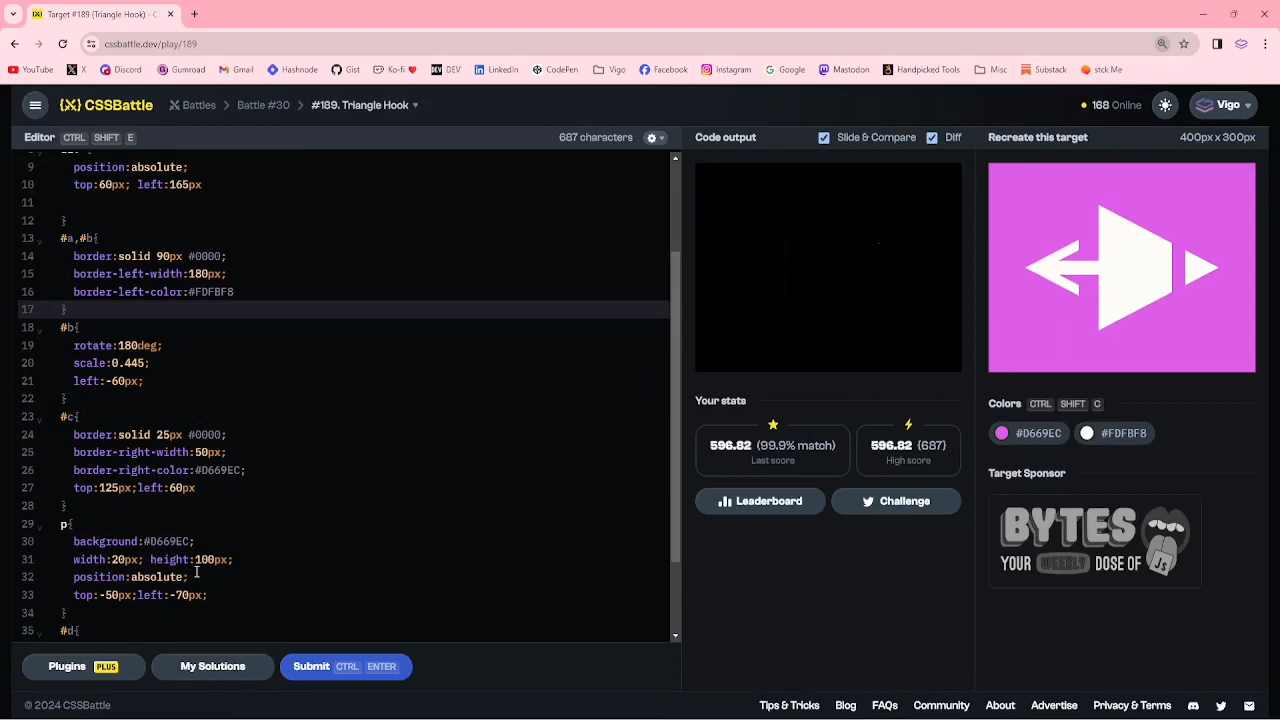 Target #189 (Triangle Hook) - C
cssbattle.dev/play/189
YouTube X Discord Gumroad Gmail Hashnode Gist Ko-fi DEV LinkedIn CodePen Vigo Facebook Instagram Google Mastodon Handpicked Tools Misc Substack stck Me
{X} CSSBattle Battles Battle #30 #189. Triangle Hook 168 Online Vigo
Editor CTRL SHIFT E 687 characters Code output Slide & Compare Diff Recreate this target 400px x 300px
9 position:absolute;
10 top:60px; left:165px
11
12 }
13 #a,#b{
14 border:solid 90px #0000;
15 border-left-width:180px;
16 border-left-color:#FDFBF8
17 }
18 #b{
19 rotate:180deg;
20 scale:0.445;
21 left:-60px;
22 }
23 #c{
24 border:solid 25px #0000;
25 border-right-width:50px;
26 border-right-color:#D669EC;
27 top:125px;left:60px
28 }
29 p{
30 background:#D669EC;
31 width:20px; height:100px;
32 position:absolute;
33 top:-50px;left:-70px;
34 }
35 #d{
Your stats
596.82 (99.9% match)
Last score
596.82 {687}
High score
Leaderboard Challenge
Colors CTRL SHIFT C
#D669EC #FDFBF8
Target Sponsor
BYTES
YOUR WEEKLY DOSE OF JS
Plugins PLUS My Solutions Submit CTRL ENTER
© 2024 CSSBattle Tips & Tricks Blog FAQs Community About Advertise Privacy & Terms